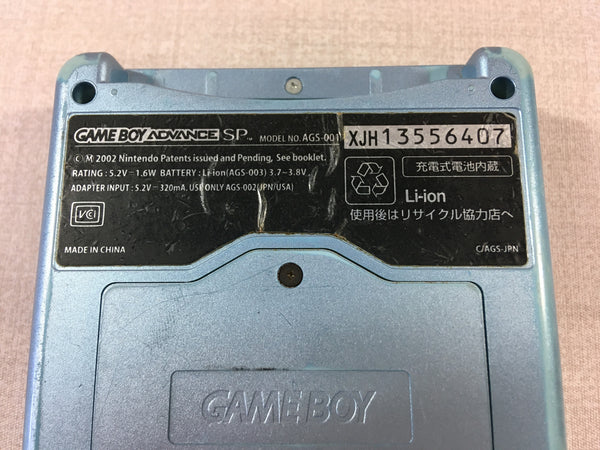 GAME BOY ADVANCE SP™ MODEL NO. AGS-001 XJH13556407
©, Ⓜ 2002 Nintendo Patents issued and Pending, See booklet.
RATING : 5.2V⎓1.6W BATTERY : Li-ion(AGS-003) 3.7-3.8V
ADAPTER INPUT : 5.2V⎓320mA. USE ONLY AGS-002(JPN/USA)
充電式電池内蔵
Li-ion
使用後はリサイクル協力店へ
VCI
MADE IN CHINA
C/AGS-JPN
GAME BOY